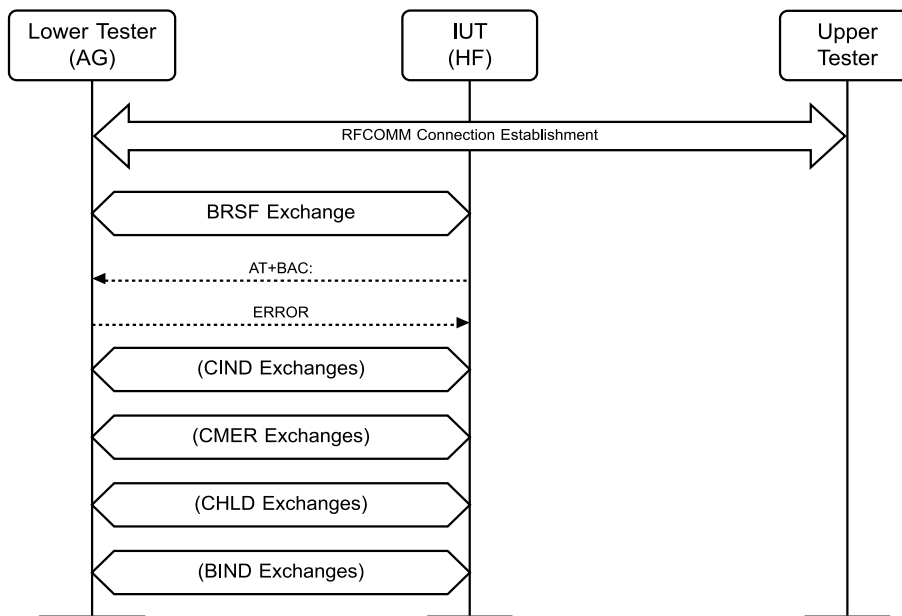 Lower Tester
(AG)
IUT
(HF)
Upper
Tester
RFCOMM Connection Establishment
BRSF Exchange
AT+BAC:
ERROR
(CIND Exchanges)
(CMER Exchanges)
(CHLD Exchanges)
(BIND Exchanges)